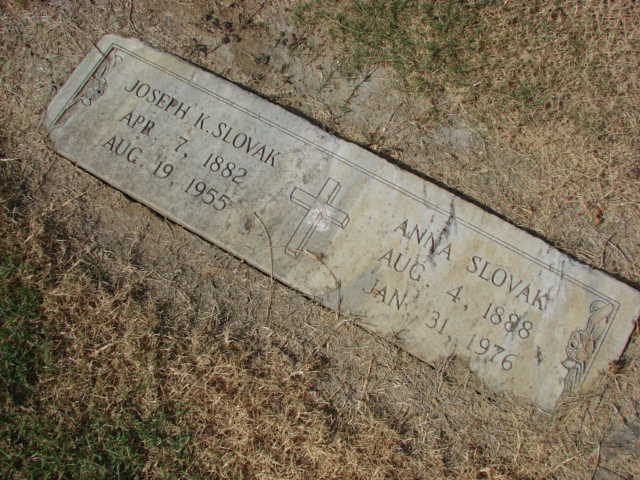 JOSEPH K. SLOVAK
APR. 7, 1882
AUG. 19, 1955
ANNA SLOVAK
AUG. 4, 1888
JAN. 31, 1976